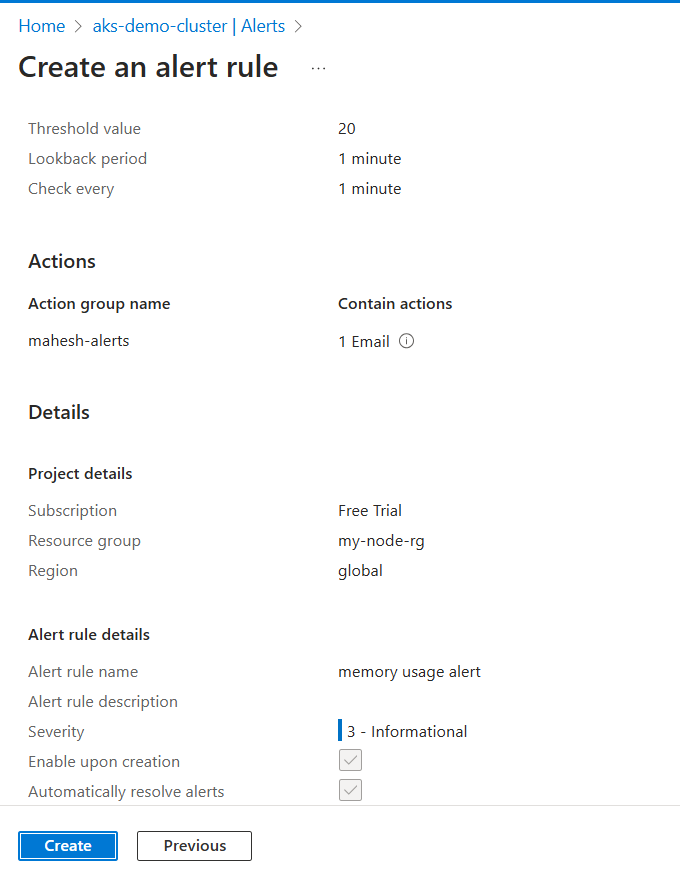 Home > aks-demo-cluster | Alerts >
Create an alert rule ...
Threshold value 20
Lookback period 1 minute
Check every 1 minute
Actions
Action group name Contain actions
mahesh-alerts 1 Email
Details
Project details
Subscription Free Trial
Resource group my-node-rg
Region global
Alert rule details
Alert rule name memory usage alert
Alert rule description
Severity 3 - Informational
Enable upon creation
Automatically resolve alerts
Create Previous